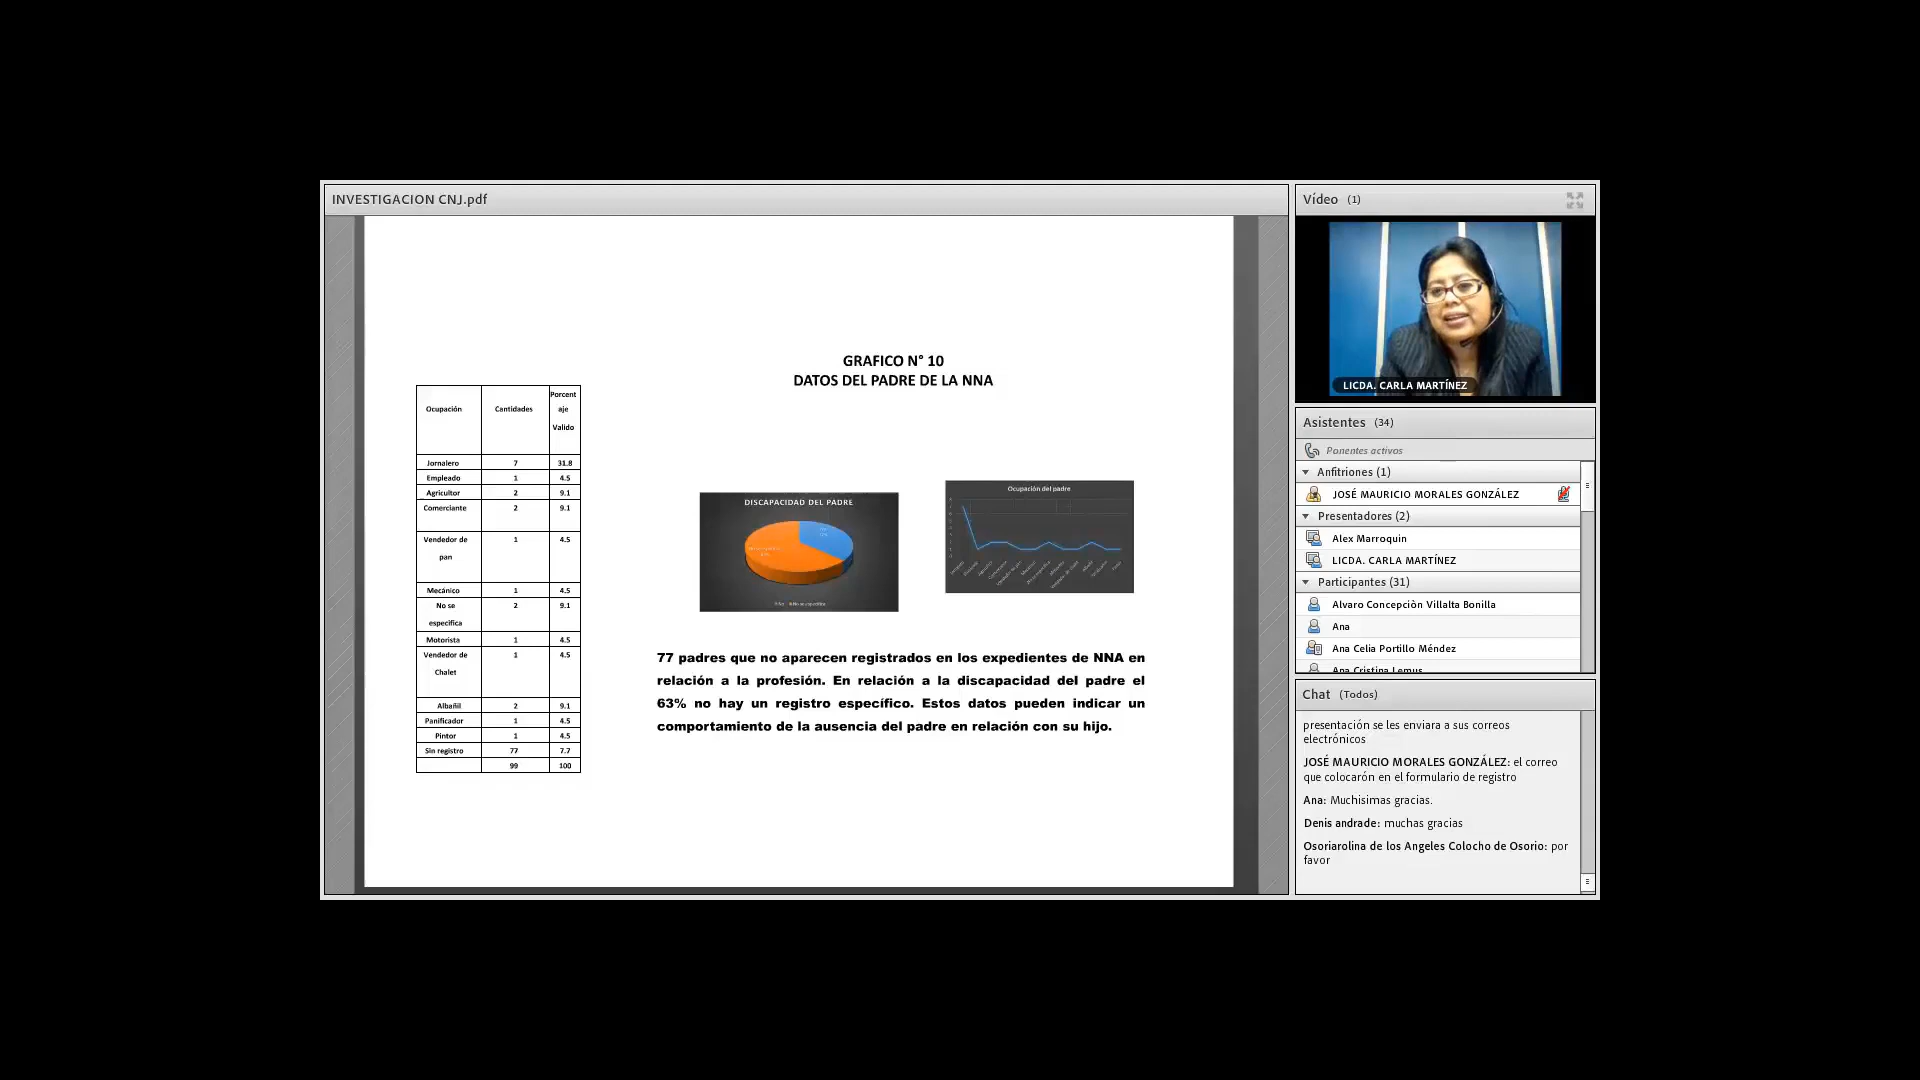 INVESTIGACION CNJ.pdf
GRAFICO N° 10
DATOS DEL PADRE DE LA NNA
Ocupación Cantidades Porcent
aje
Valido
Jornalero 7 31.8
Empleado 1 4.5
Agricultor 2 9.1
Comerciante 2 9.1
Vendedor de 1 4.5
pan
Mecánico 1 4.5
No se 2 9.1
especifica
Motorista 1 4.5
Vendedor de 1 4.5
Chalet
Albañil 2 9.1
Panificador 1 4.5
Pintor 1 4.5
Sin registro 77 7.7
99 100
DISCAPACIDAD DEL PADRE
Ocupación del padre
77 padres que no aparecen registrados en los expedientes de NNA en
relación a la profesión. En relación a la discapacidad del padre el
63% no hay un registro específico. Estos datos pueden indicar un
comportamiento de la ausencia del padre en relación con su hijo.
Vídeo (1)
LICDA. CARLA MARTÍNEZ
Asistentes (34)
Ponentes activos
Anfitriones (1)
JOSÉ MAURICIO MORALES GONZÁLEZ
Presentadores (2)
Alex Marroquin
LICDA. CARLA MARTÍNEZ
Participantes (31)
Alvaro Concepciòn Villalta Bonilla
Ana
Ana Celia Portillo Méndez
Ana Cristina Lemus
Chat (Todos)
presentación se les enviara a sus correos
electrónicos
JOSÉ MAURICIO MORALES GONZÁLEZ: el correo
que colocarón en el formulario de registro
Ana: Muchisimas gracias.
Denis andrade: muchas gracias
Osoriarolina de los Angeles Colocho de Osorio: por
favor